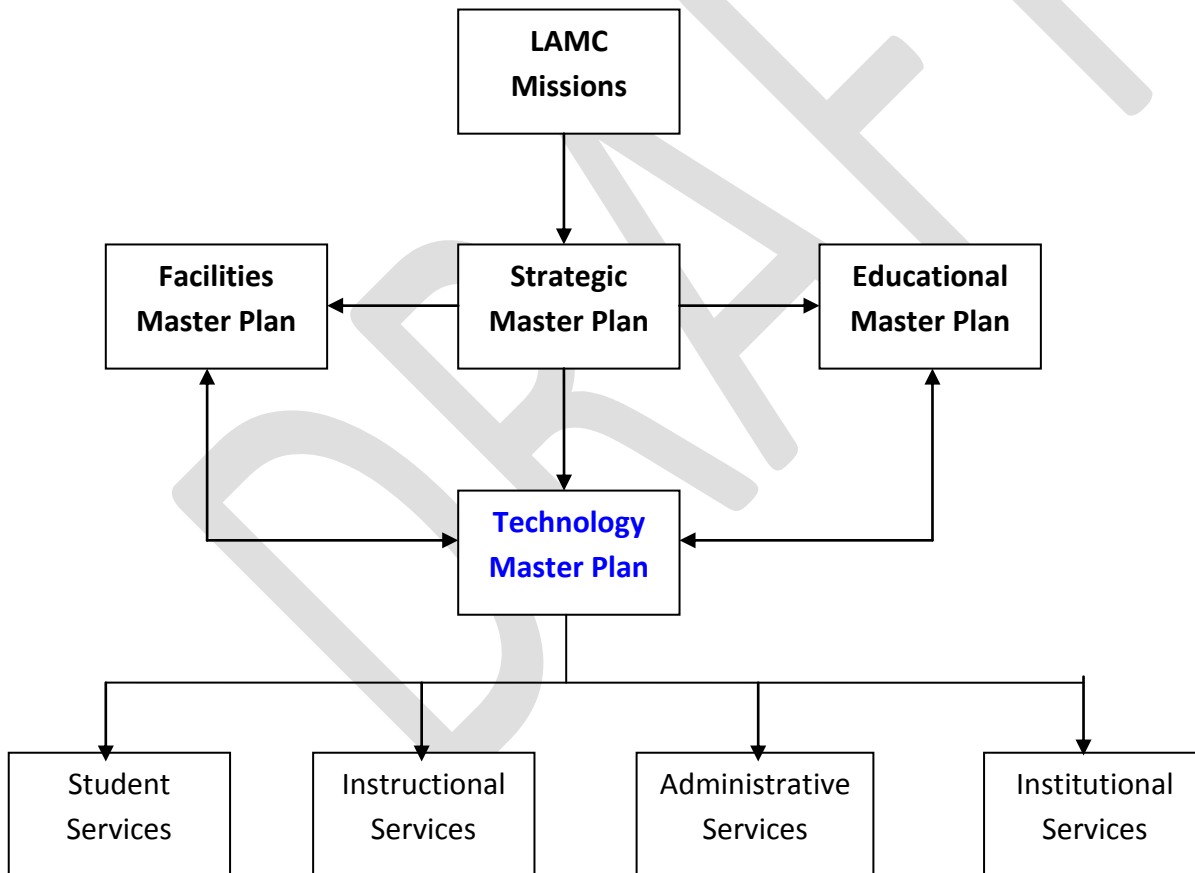 LAMC
Missions
Facilities
Master Plan
Strategic
Master Plan
Educational
Master Plan
Technology
Master Plan
Student
Services
Instructional
Services
Administrative
Services
Institutional
Services
DRAFT